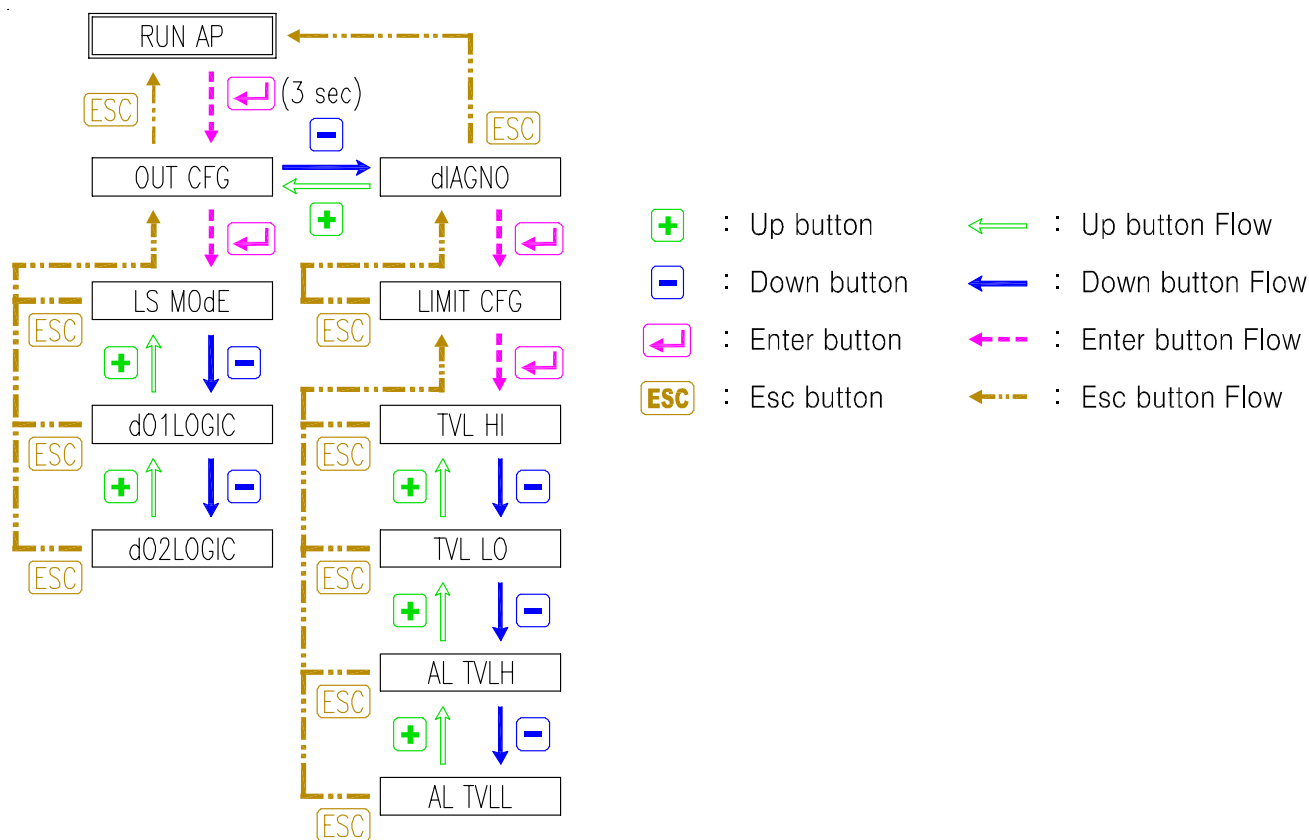 RUN AP
(3 sec)
ESC
ESC
OUT CFG
dIAGNO
LS MOdE
LIMIT CFG
ESC
ESC
dO1LOGIC
TVL HI
ESC
ESC
dO2LOGIC
TVL LO
ESC
ESC
AL TVLH
ESC
AL TVLL
ESC
: Up button
: Up button Flow
: Down button
: Down button Flow
: Enter button
: Enter button Flow
ESC : Esc button
: Esc button Flow